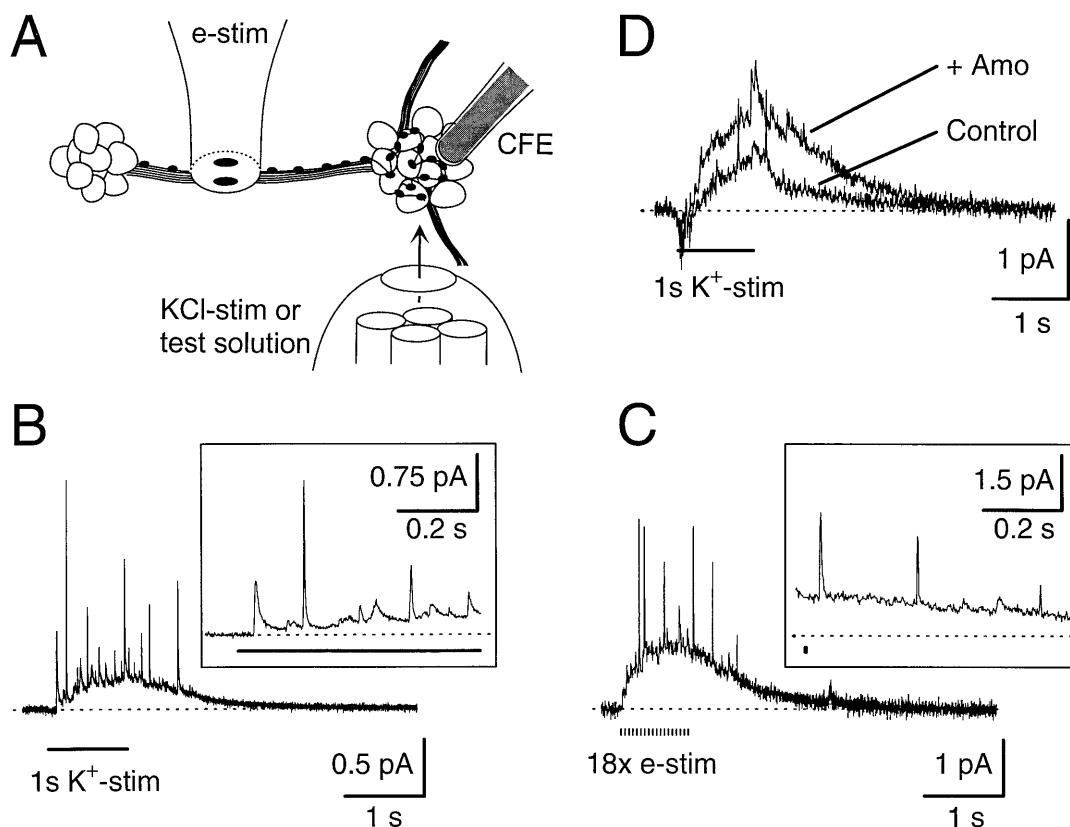 A
e-stim
CFE
KCl-stim or
test solution
D
+ Amo
Control
1 pA
1s K⁺-stim
1 s
B
0.75 pA
0.2 s
1s K⁺-stim
0.5 pA
1 s
C
1.5 pA
0.2 s
18x e-stim
1 pA
1 s